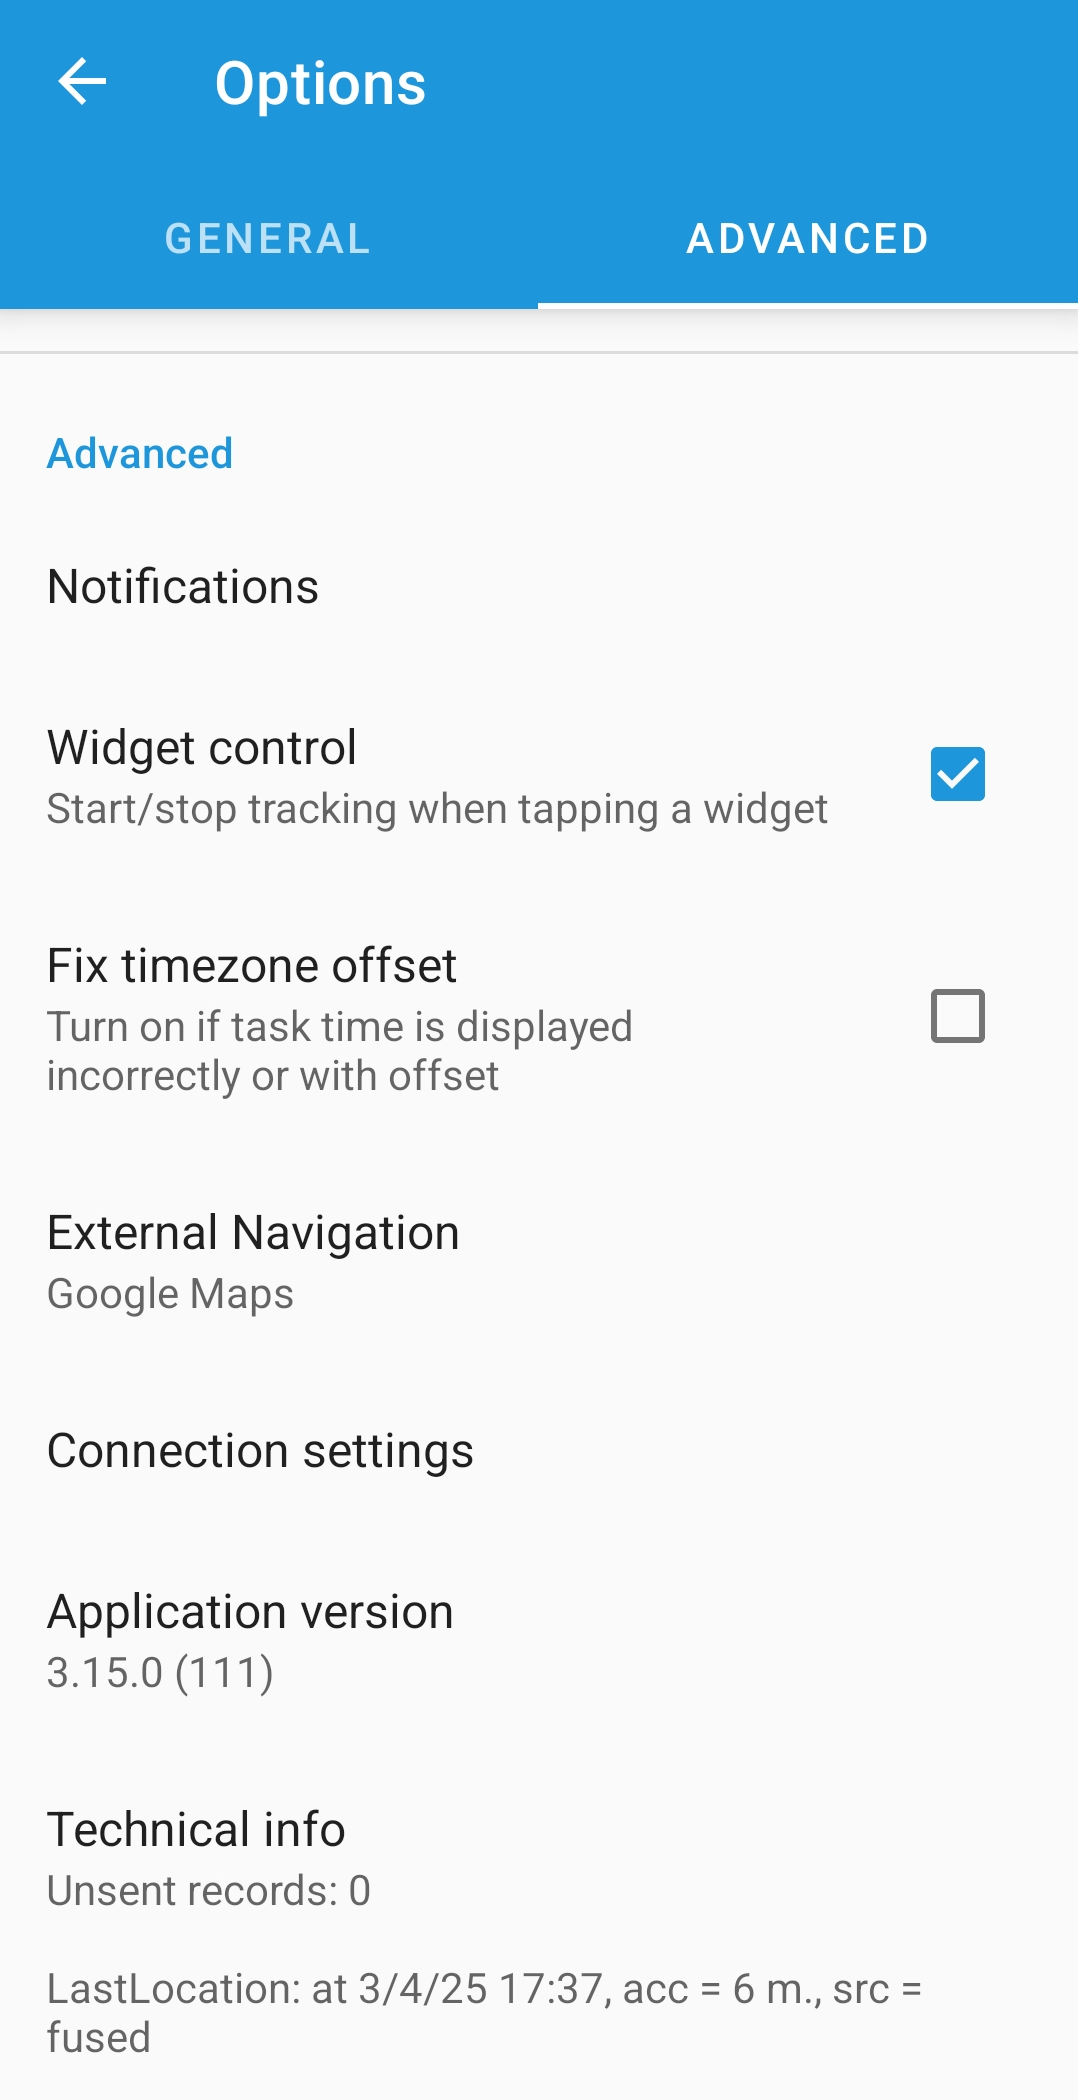 Options
GENERAL
ADVANCED
Advanced
Notifications
Widget control
Start/stop tracking when tapping a widget
Fix timezone offset
Turn on if task time is displayed
incorrectly or with offset
External Navigation
Google Maps
Connection settings
Application version
3.15.0 (111)
Technical info
Unsent records: 0
LastLocation: at 3/4/25 17:37, acc = 6 m., src =
fused